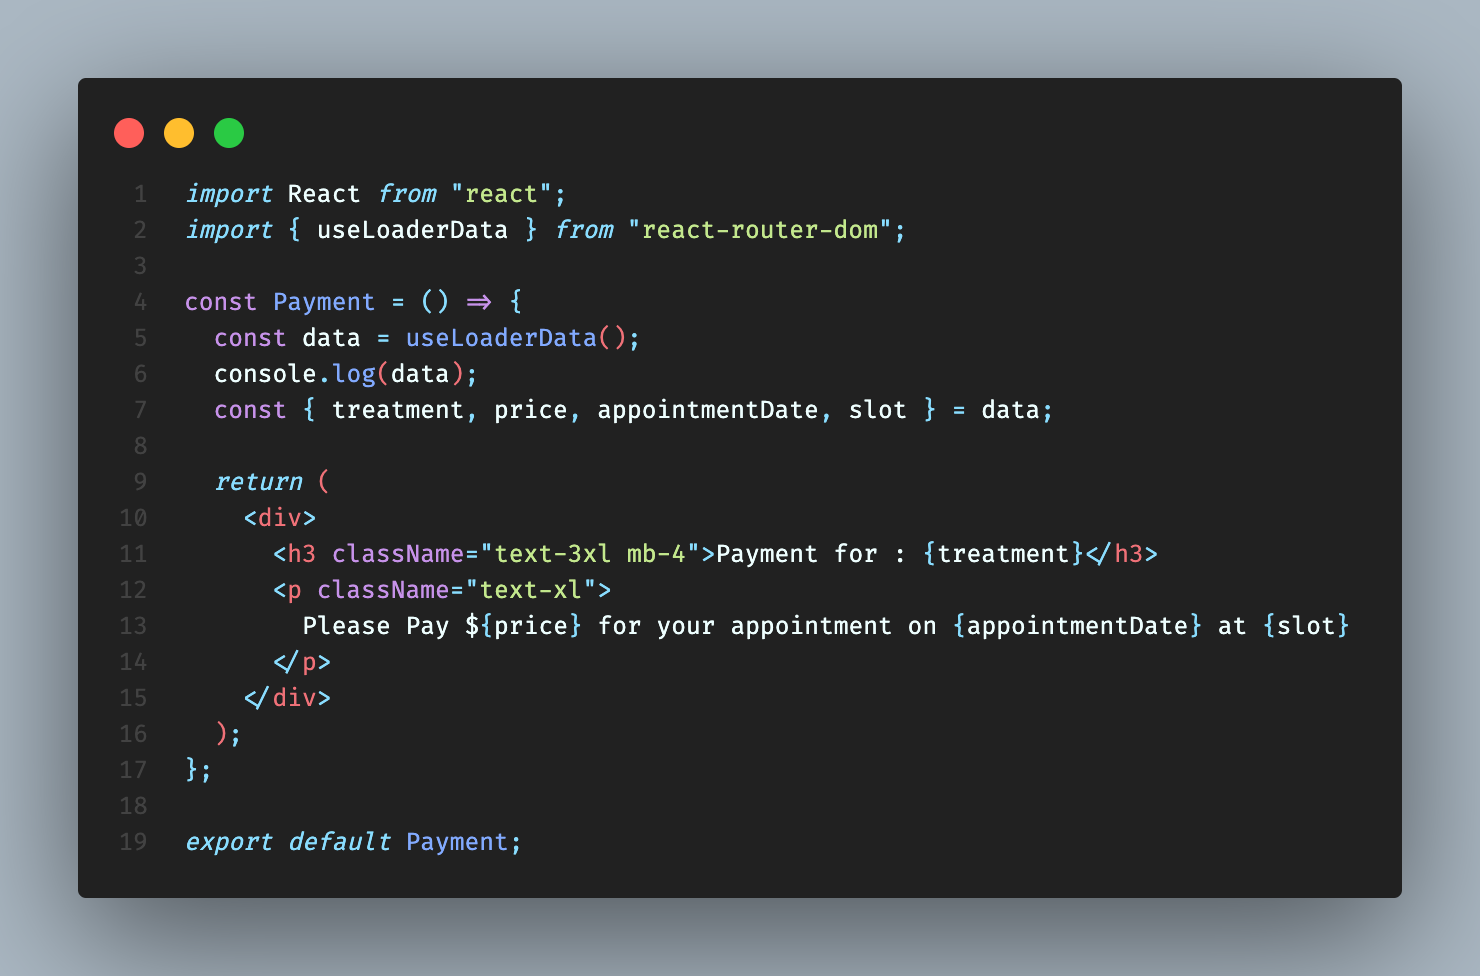 1 import React from "react";
2 import { useLoaderData } from "react-router-dom";
3
4 const Payment = () => {
5   const data = useLoaderData();
6   console.log(data);
7   const { treatment, price, appointmentDate, slot } = data;
8
9   return (
10     <div>
11       <h3 className="text-3xl mb-4">Payment for : {treatment}</h3>
12       <p className="text-xl">
13         Please Pay ${price} for your appointment on {appointmentDate} at {slot}
14       </p>
15     </div>
16   );
17 };
18
19 export default Payment;